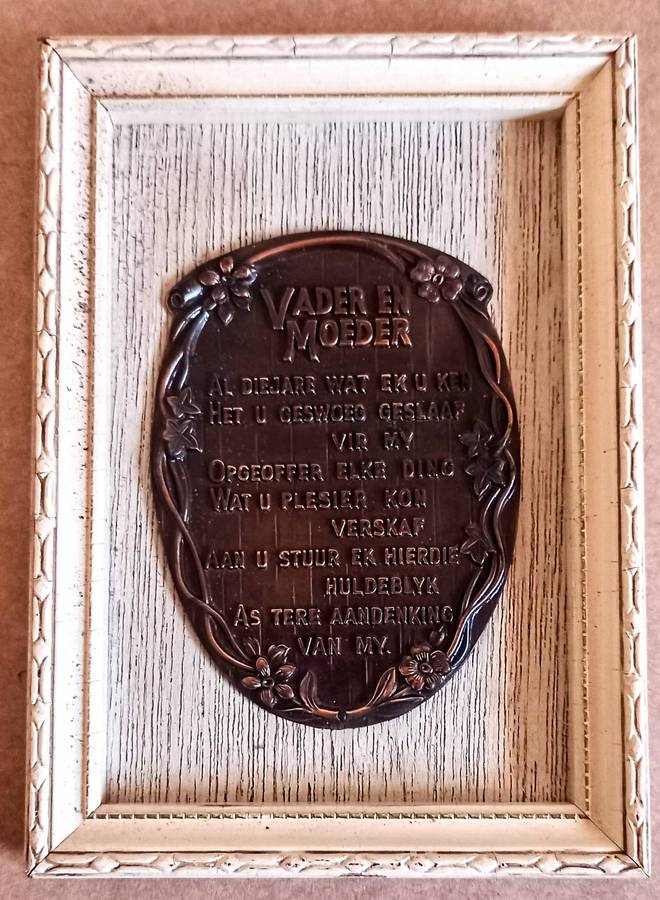 VADER EN
MOEDER
AL DIEJARE WAT EK U KEN
HET U GESWOEG GESLAAF
VIR MY
OPGEOFFER ELKE DING
WAT U PLESIER KON
VERSKAF
AAN U STUUR EK HIERDIE
HULDEBLYK
AS TERE AANDENKING
VAN MY.